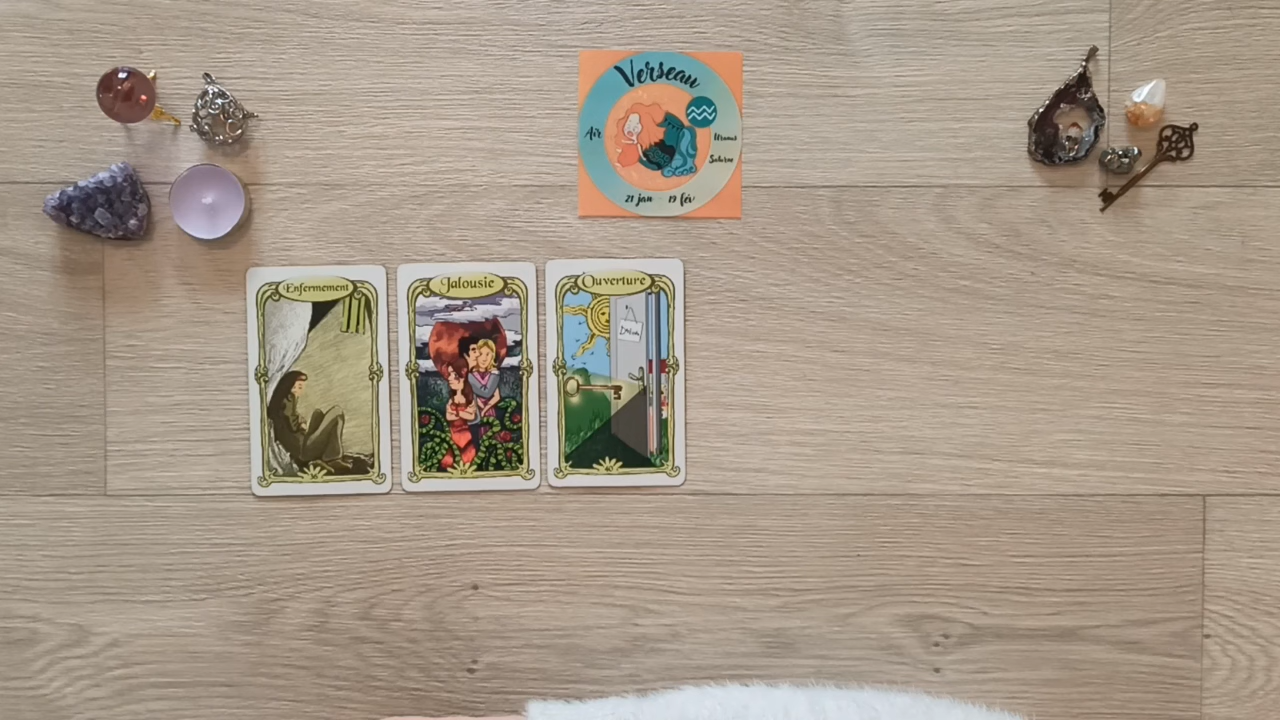 Verseau
Air
Uranus
Saturne
21 jan - 19 fév
Enfermement
Jalousie
Ouverture